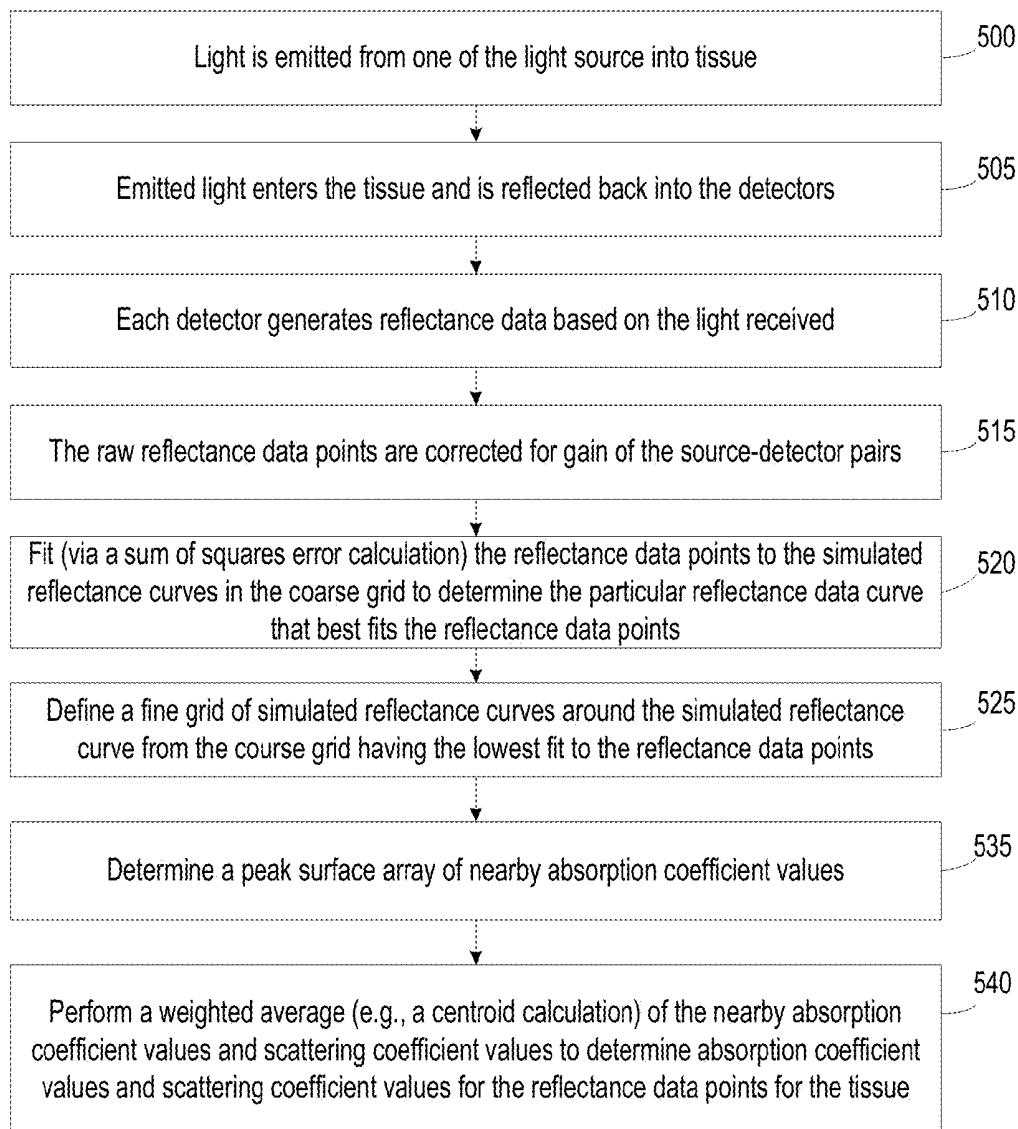 Light is emitted from one of the light source into tissue
500
Emitted light enters the tissue and is reflected back into the detectors
505
Each detector generates reflectance data based on the light received
510
The raw reflectance data points are corrected for gain of the source-detector pairs
515
Fit (via a sum of squares error calculation) the reflectance data points to the simulated
reflectance curves in the coarse grid to determine the particular reflectance data curve
that best fits the reflectance data points
520
Define a fine grid of simulated reflectance curves around the simulated reflectance
curve from the course grid having the lowest fit to the reflectance data points
525
Determine a peak surface array of nearby absorption coefficient values
535
Perform a weighted average (e.g., a centroid calculation) of the nearby absorption
coefficient values and scattering coefficient values to determine absorption coefficient
values and scattering coefficient values for the reflectance data points for the tissue
540